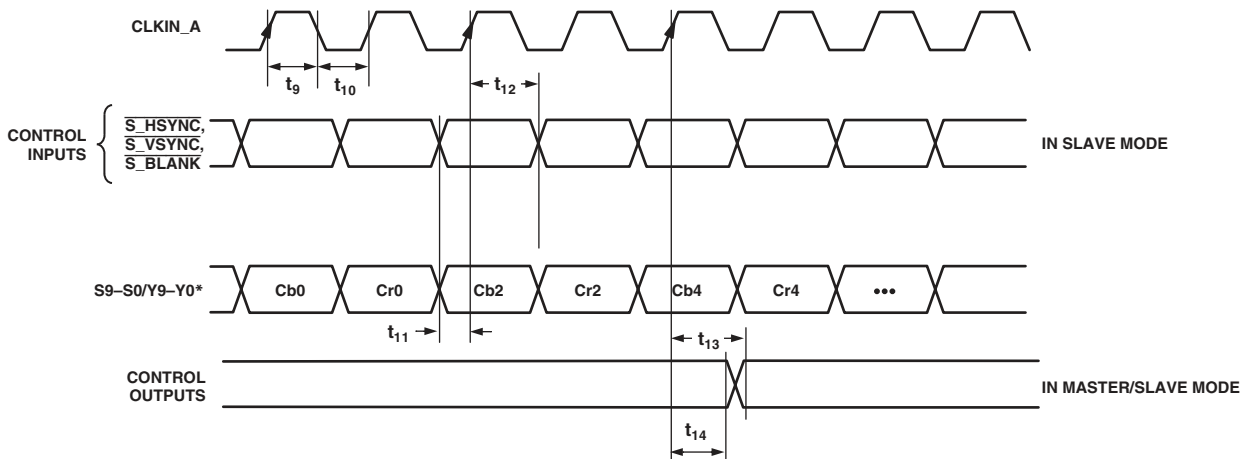 CLKIN_A
t9
t10
t12
CONTROL
INPUTS
S_HSYNC,
S_VSYNC,
S_BLANK
IN SLAVE MODE
S9–S0/Y9–Y0*
Cb0
Cr0
Cb2
Cr2
Cb4
Cr4
•••
t11
t13
CONTROL
OUTPUTS
IN MASTER/SLAVE MODE
t14